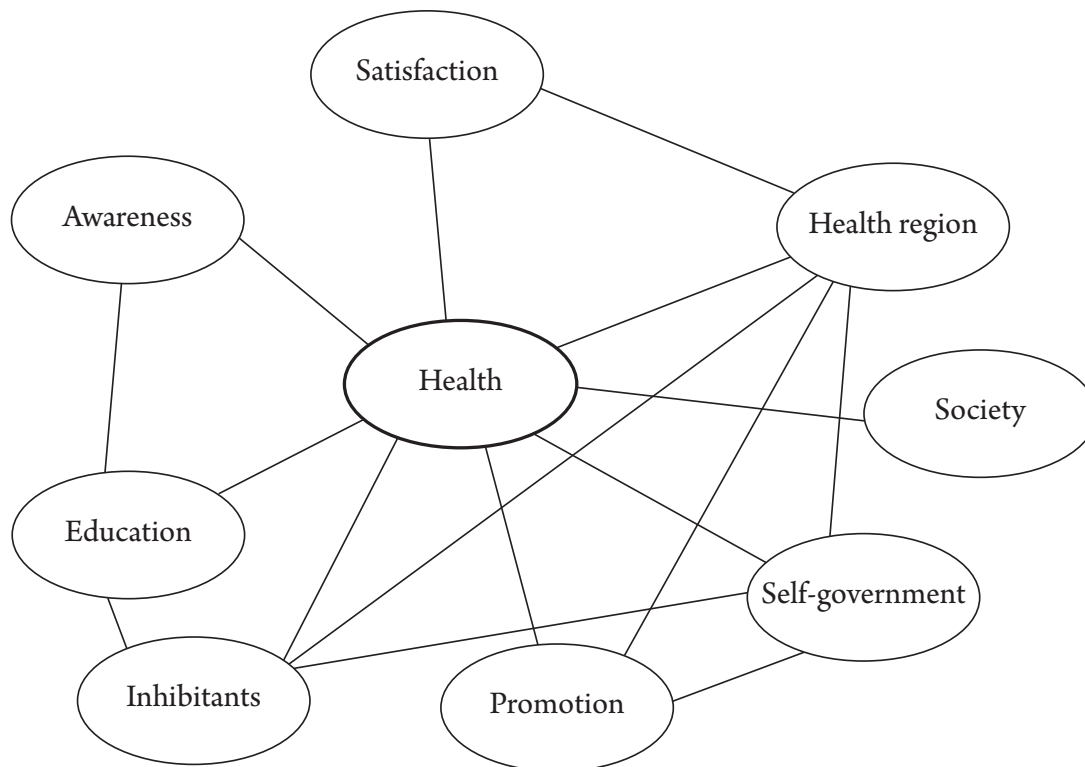 Satisfaction
Awareness
Health region
Health
Society
Education
Self-government
Inhibitants
Promotion